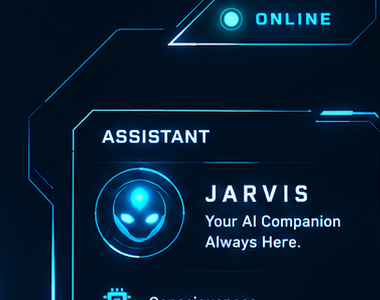 ONLINE
ASSISTANT
JARVIS
Your AI Companion
Always Here.